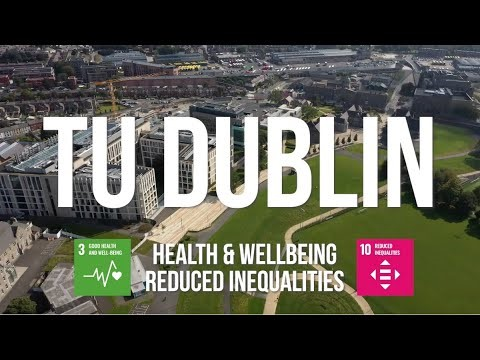 TU DUBLIN
3 GOOD HEALTH
AND WELL-BEING
HEALTH & WELLBEING
REDUCED INEQUALITIES
10 REDUCED
INEQUALITIES